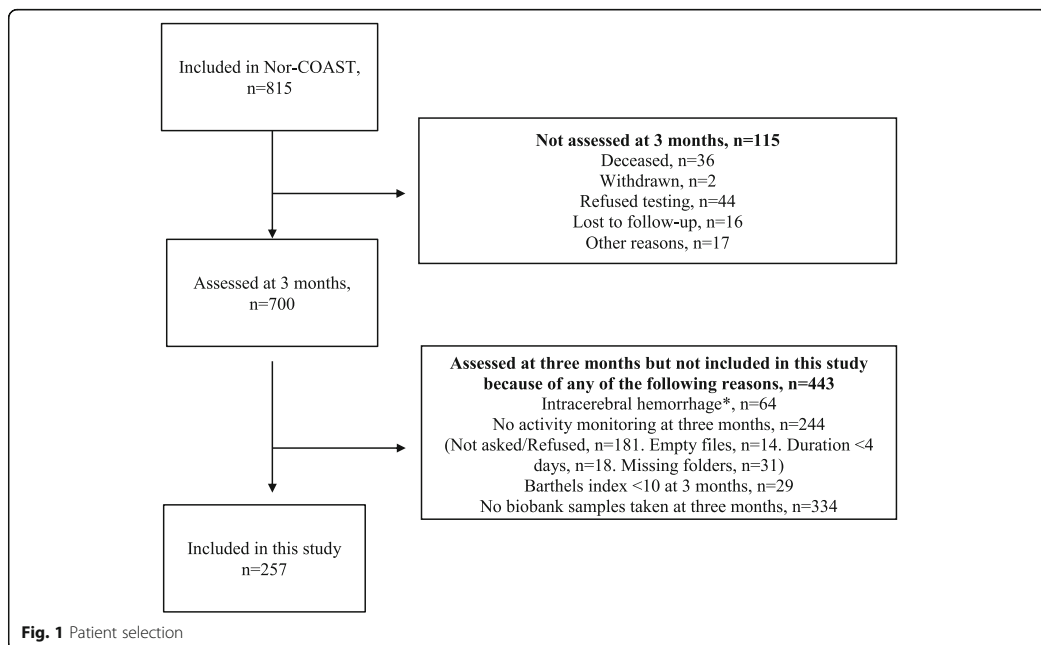 Included in Nor-COAST,
n=815
Not assessed at 3 months, n=115
Deceased, n=36
Withdrawn, n=2
Refused testing, n=44
Lost to follow-up, n=16
Other reasons, n=17
Assessed at 3 months,
n=700
Assessed at three months but not included in this study
because of any of the following reasons, n=443
Intracerebral hemorrhage*, n=64
No activity monitoring at three months, n=244
(Not asked/Refused, n=181. Empty files, n=14. Duration <4
days, n=18. Missing folders, n=31)
Barthels index <10 at 3 months, n=29
No biobank samples taken at three months, n=334
Included in this study
n=257
Fig. 1 Patient selection